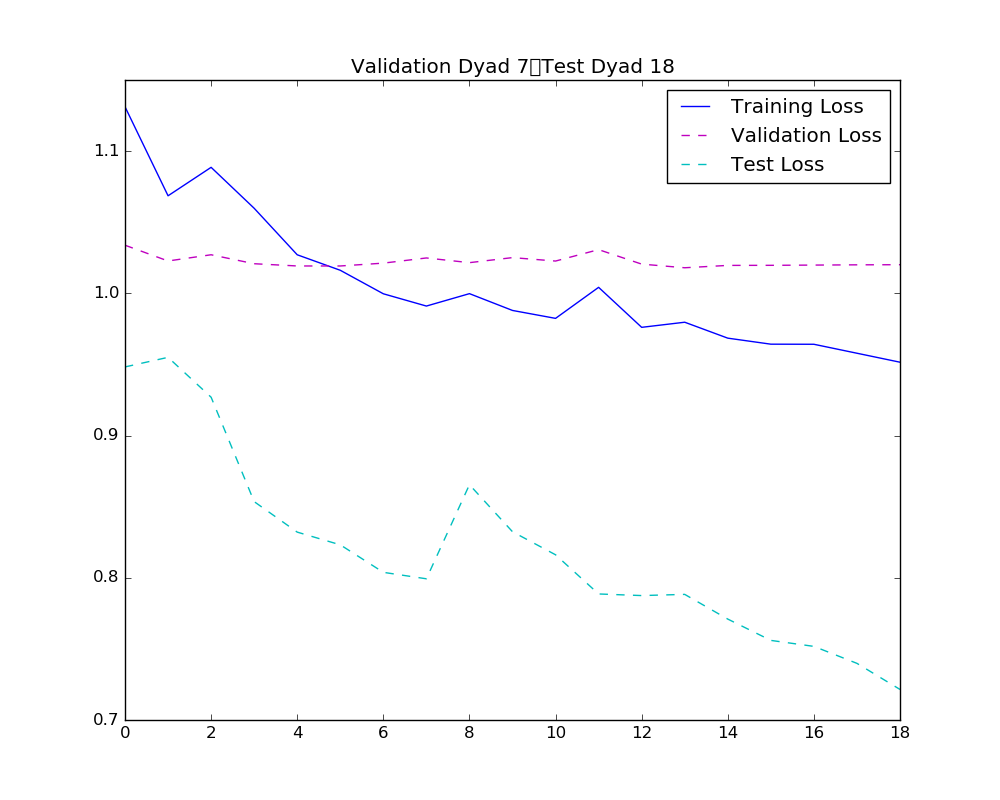 Validation Dyad 7▯Test Dyad 18
Training Loss
Validation Loss
Test Loss
1.1
1.0
0.9
0.8
0.7
0 2 4 6 8 10 12 14 16 18